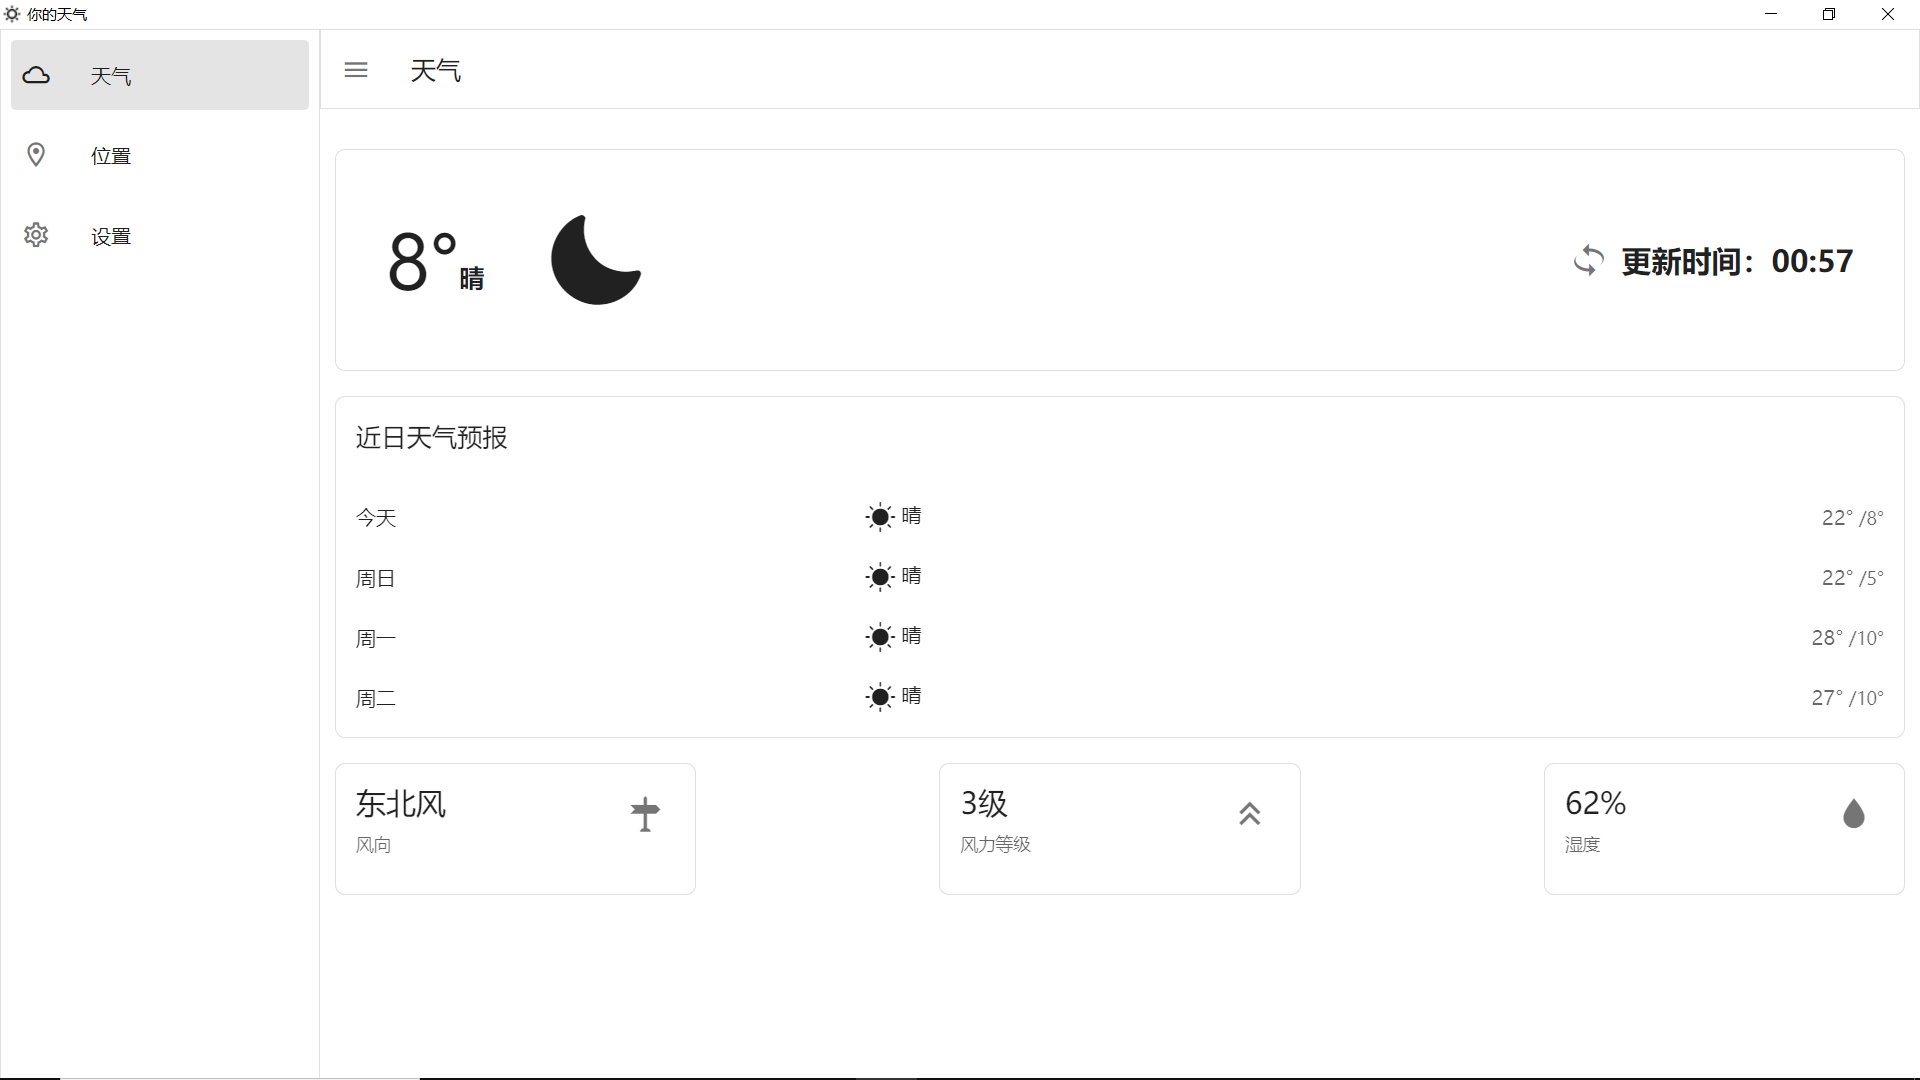 你的天气
天气
位置
设置
天气
8° 晴
更新时间：00:57
近日天气预报
今天 晴 22° /8°
周日 晴 22° /5°
周一 晴 28° /10°
周二 晴 27° /10°
东北风
风向
3级
风力等级
62%
湿度